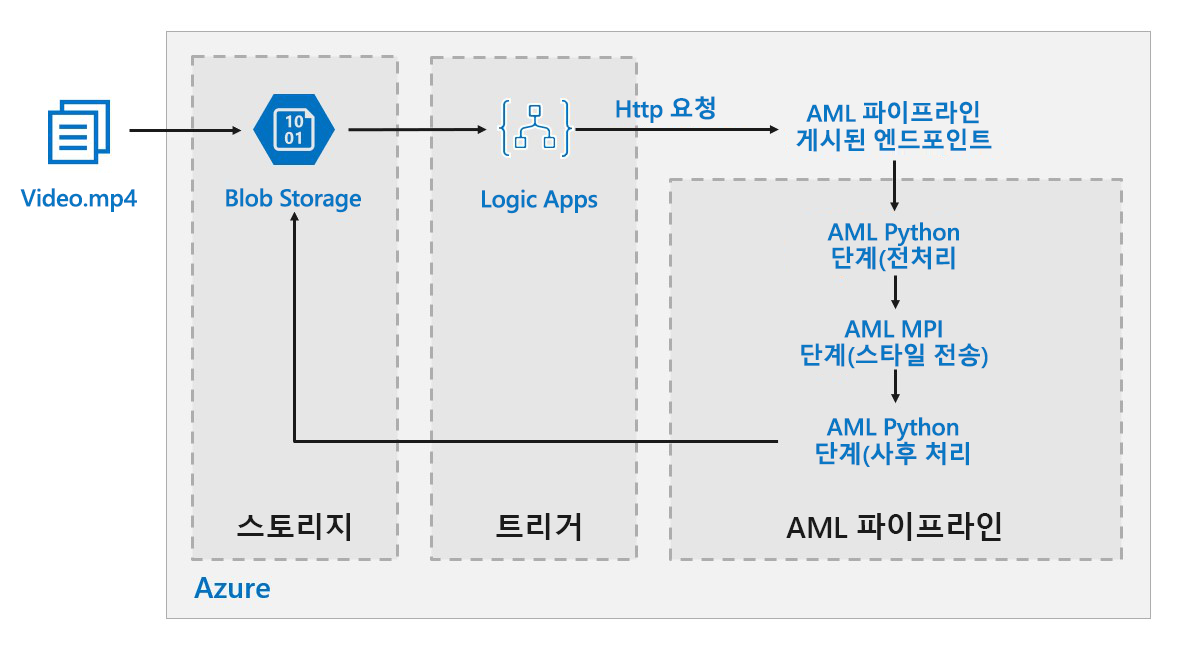 Video.mp4
10
01
Blob Storage
Logic Apps
Http 요청
AML 파이프라인
게시된 엔드포인트
AML Python
단계(전처리
AML MPI
단계(스타일 전송)
AML Python
단계(사후 처리
스토리지
트리거
AML 파이프라인
Azure